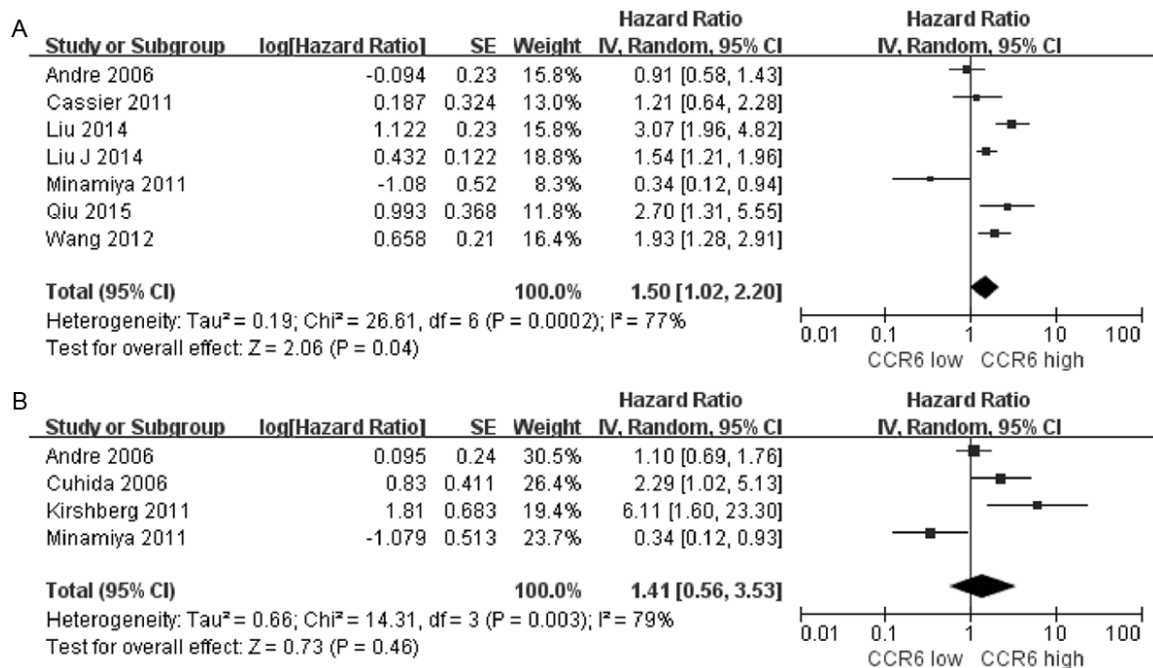 A
Hazard Ratio Hazard Ratio
Study or Subgroup log[Hazard Ratio] SE Weight IV, Random, 95% CI IV, Random, 95% CI
Andre 2006 -0.094 0.23 15.8% 0.91 [0.58, 1.43]
Cassier 2011 0.187 0.324 13.0% 1.21 [0.64, 2.28]
Liu 2014 1.122 0.23 15.8% 3.07 [1.96, 4.82]
Liu J 2014 0.432 0.122 18.8% 1.54 [1.21, 1.96]
Minamiya 2011 -1.08 0.52 8.3% 0.34 [0.12, 0.94]
Qiu 2015 0.993 0.368 11.8% 2.70 [1.31, 5.55]
Wang 2012 0.658 0.21 16.4% 1.93 [1.28, 2.91]
Total (95% CI) 100.0% 1.50 [1.02, 2.20]
Heterogeneity: Tau² = 0.19; Chi² = 26.61, df = 6 (P = 0.0002); I² = 77%
Test for overall effect: Z = 2.06 (P = 0.04)
0.01 0.1 1 10 100
CCR6 low CCR6 high
B
Hazard Ratio Hazard Ratio
Study or Subgroup log[Hazard Ratio] SE Weight IV, Random, 95% CI IV, Random, 95% CI
Andre 2006 0.095 0.24 30.5% 1.10 [0.69, 1.76]
Cuhida 2006 0.83 0.411 26.4% 2.29 [1.02, 5.13]
Kirshberg 2011 1.81 0.683 19.4% 6.11 [1.60, 23.30]
Minamiya 2011 -1.079 0.513 23.7% 0.34 [0.12, 0.93]
Total (95% CI) 100.0% 1.41 [0.56, 3.53]
Heterogeneity: Tau² = 0.66; Chi² = 14.31, df = 3 (P = 0.003); I² = 79%
Test for overall effect: Z = 0.73 (P = 0.46)
0.01 0.1 1 10 100
CCR6 low CCR6 high